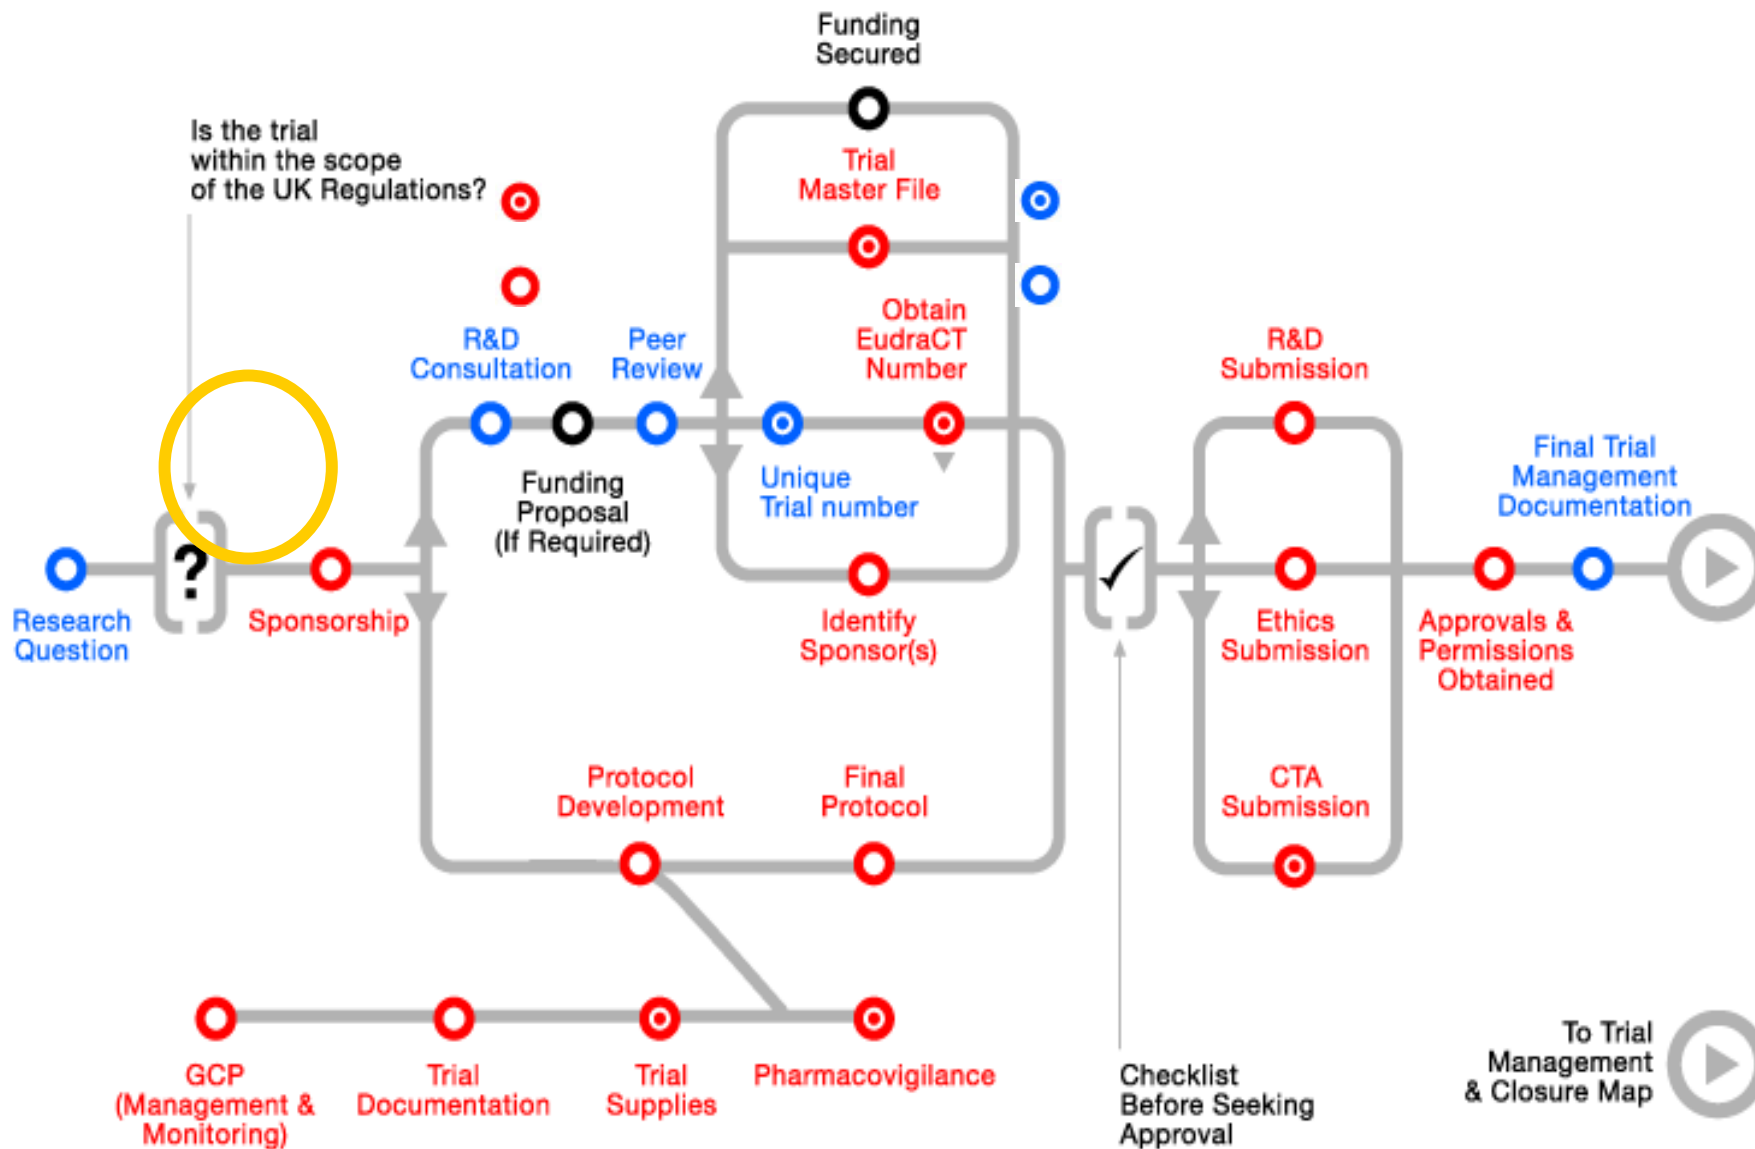 Funding
Secured
Is the trial
within the scope
of the UK Regulations?
Trial
Master File
Obtain
EudraCT
Number
R&D
Consultation
Peer
Review
R&D
Submission
Funding
Proposal
(If Required)
Unique
Trial number
Final Trial
Management
Documentation
?
Research
Question
Sponsorship
Identify
Sponsor(s)
Ethics
Submission
Approvals &
Permissions
Obtained
Protocol
Development
Final
Protocol
CTA
Submission
GCP
(Management &
Monitoring)
Trial
Documentation
Trial
Supplies
Pharmacovigilance
Checklist
Before Seeking
Approval
To Trial
Management
& Closure Map